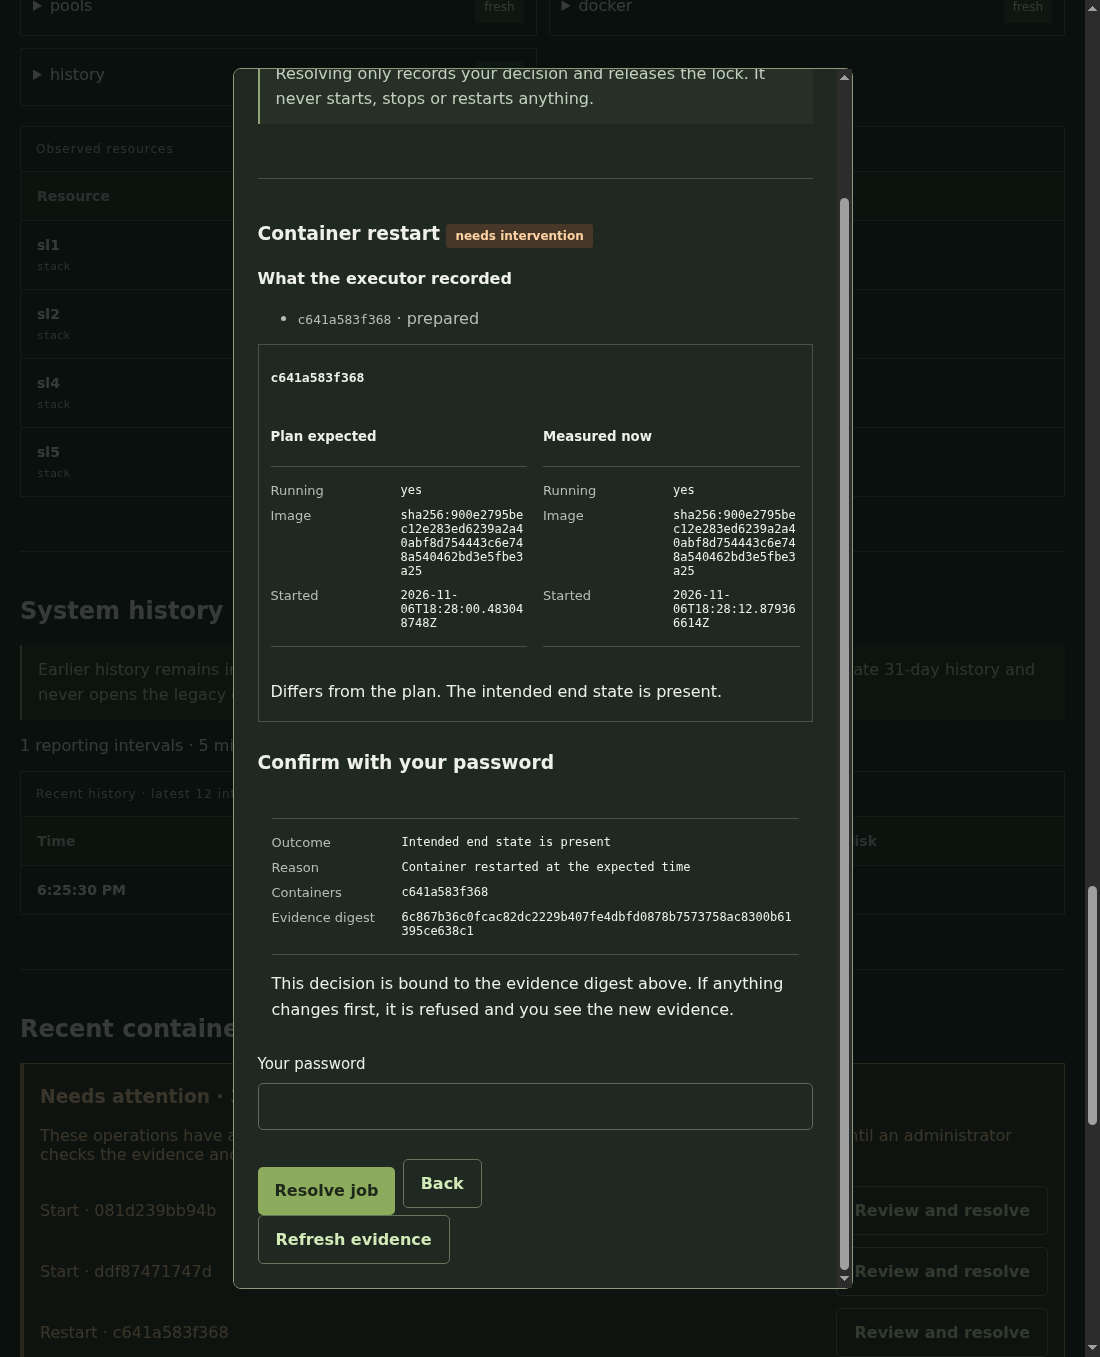 pools
fresh
docker
fresh
history
Observed resources
Resource
sl1
stack
sl2
stack
sl4
stack
sl5
stack
System history
Earlier history remains
ate 31-day history and
never opens the legacy
1 reporting intervals · 5
Recent history · latest 12
Time
6:25:30 PM
Recent
Needs attention ·
These operations have
an administrator
checks the evidence
Start · 081d239bb94b
Review and resolve
Start · ddf87471747d
Review and resolve
Restart · c641a583f368
Review and resolve
Resolving only records your decision and releases the lock. It
never starts, stops or restarts anything.
Container restart needs intervention
What the executor recorded
• c641a583f368 · prepared
c641a583f368
Plan expected
Running yes
Image sha256:900e2795be
c12e283ed6239a2a4
0abf8d754443c6e74
8a540462bd3e5fbe3
a25
Started 2026-11-
06T18:28:00.48304
8748Z
Measured now
Running yes
Image sha256:900e2795be
c12e283ed6239a2a4
0abf8d754443c6e74
8a540462bd3e5fbe3
a25
Started 2026-11-
06T18:28:12.87936
6614Z
Differs from the plan. The intended end state is present.
Confirm with your password
Outcome Intended end state is present
Reason Container restarted at the expected time
Containers c641a583f368
Evidence digest 6c867b36c0fcac82dc2229b407fe4dbfd0878b7573758ac8300b61
395ce638c1
This decision is bound to the evidence digest above. If anything
changes first, it is refused and you see the new evidence.
Your password
Resolve job
Back
Refresh evidence